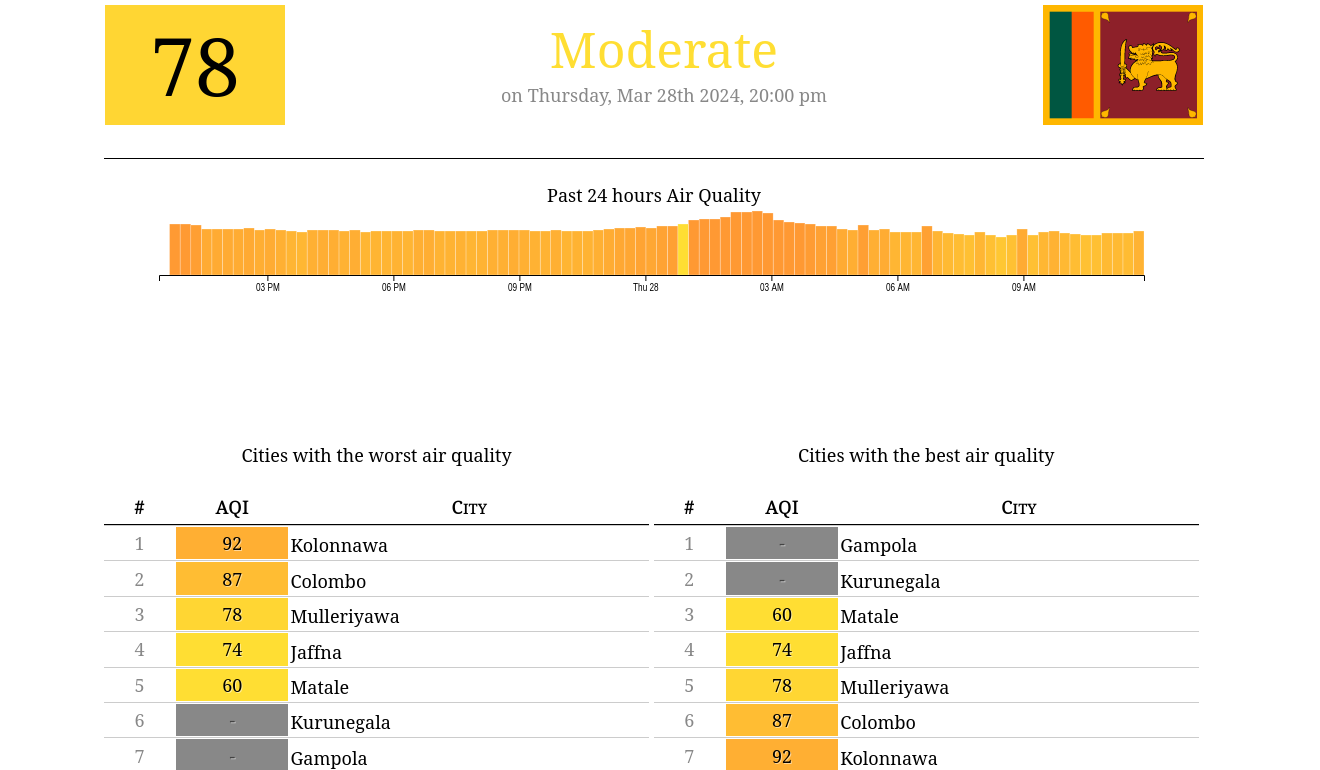 78
Moderate
on Thursday, Mar 28th 2024, 20:00 pm
Past 24 hours Air Quality
03 PM 06 PM 09 PM Thu 28 03 AM 06 AM 09 AM
Cities with the worst air quality
# AQI City
1 92 Kolonnawa
2 87 Colombo
3 78 Mulleriyawa
4 74 Jaffna
5 60 Matale
6 - Kurunegala
7 - Gampola
Cities with the best air quality
# AQI City
1 - Gampola
2 - Kurunegala
3 60 Matale
4 74 Jaffna
5 78 Mulleriyawa
6 87 Colombo
7 92 Kolonnawa